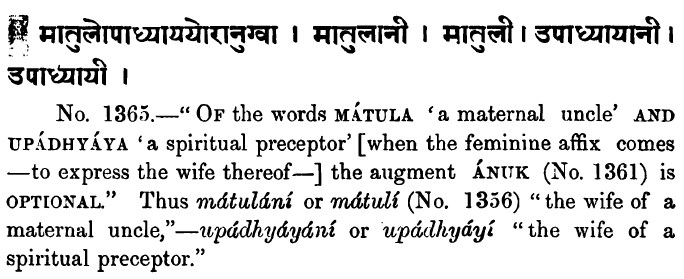 मातुलोपाध्याययोरानुग्वा । मातुलानी । मातुली । उपाध्यायानी ।
उपाध्यायी ।
No. 1365.—“OF the words MÁTULA ‘a maternal uncle’ AND
UPÁDHYÁYA ‘a spiritual preceptor’ [when the feminine affix comes
—to express the wife thereof—] the augment ÁNUK (No. 1361) is
OPTIONAL.” Thus mátulání or mátulí (No. 1356) “the wife of a
maternal uncle,”—upádhyáyání or upádhyáyí “the wife of a
spiritual preceptor.”